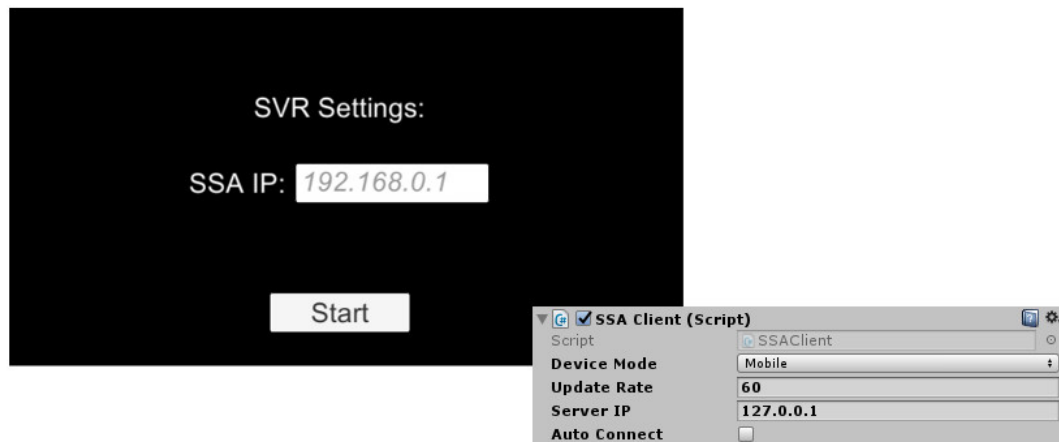 SVR Settings:
SSA IP: 192.168.0.1
Start
SSA Client (Script)
Script SSAClient
Device Mode Mobile
Update Rate 60
Server IP 127.0.0.1
Auto Connect